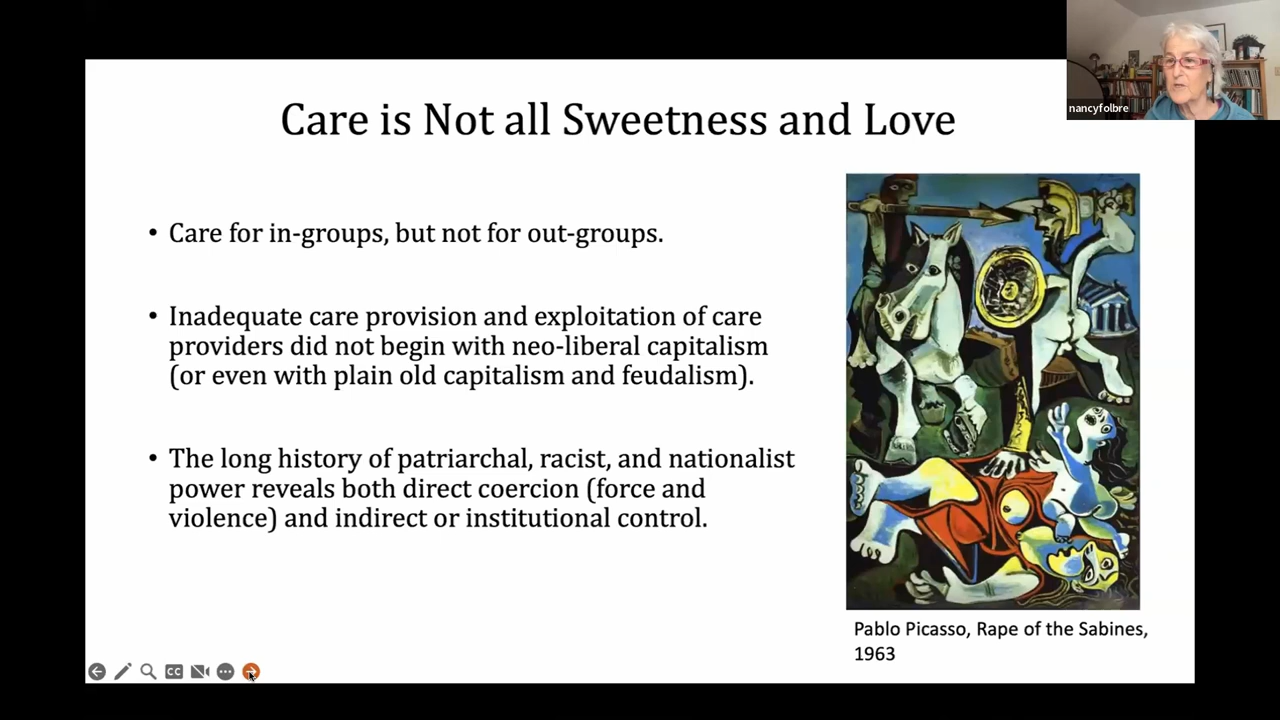 Care is Not all Sweetness and Love
nancyfolbre
• Care for in-groups, but not for out-groups.
• Inadequate care provision and exploitation of care
providers did not begin with neo-liberal capitalism
(or even with plain old capitalism and feudalism).
• The long history of patriarchal, racist, and nationalist
power reveals both direct coercion (force and
violence) and indirect or institutional control.
Pablo Picasso, Rape of the Sabines,
1963
CC